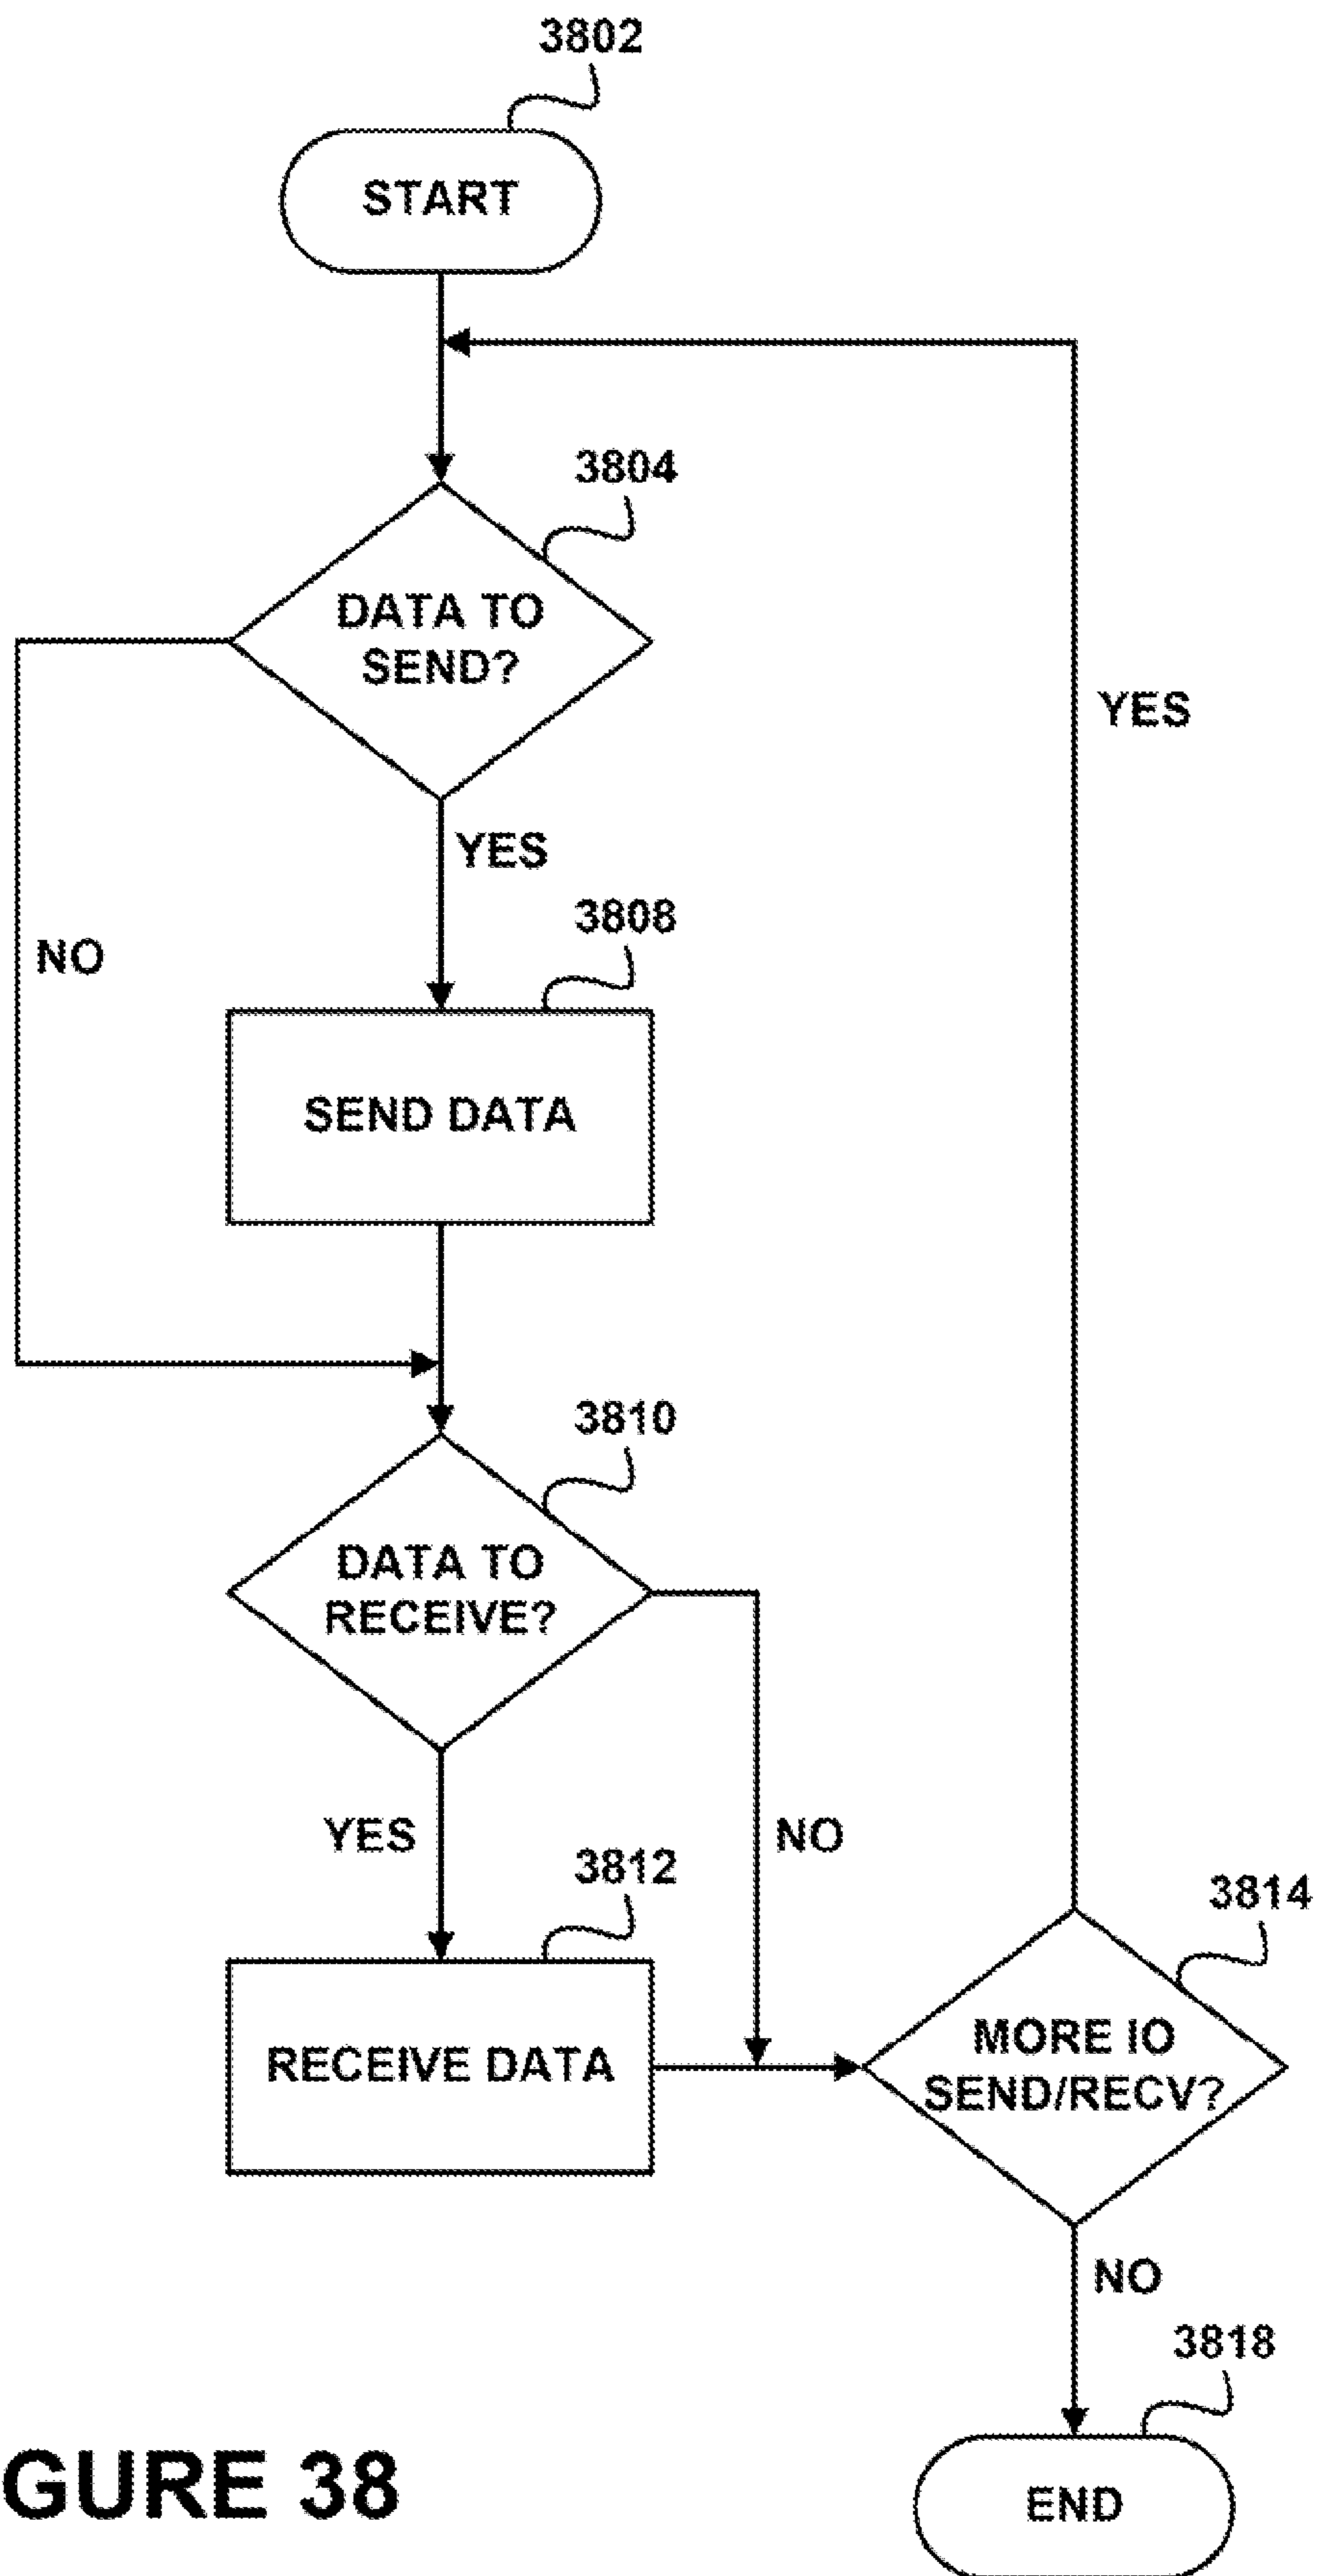 3802
START
3804
DATA TO
SEND?
YES
YES
NO
3808
SEND DATA
3810
DATA TO
RECEIVE?
YES
NO
3812
RECEIVE DATA
3814
MORE IO
SEND/RECV?
NO
3818
END
GURE 38